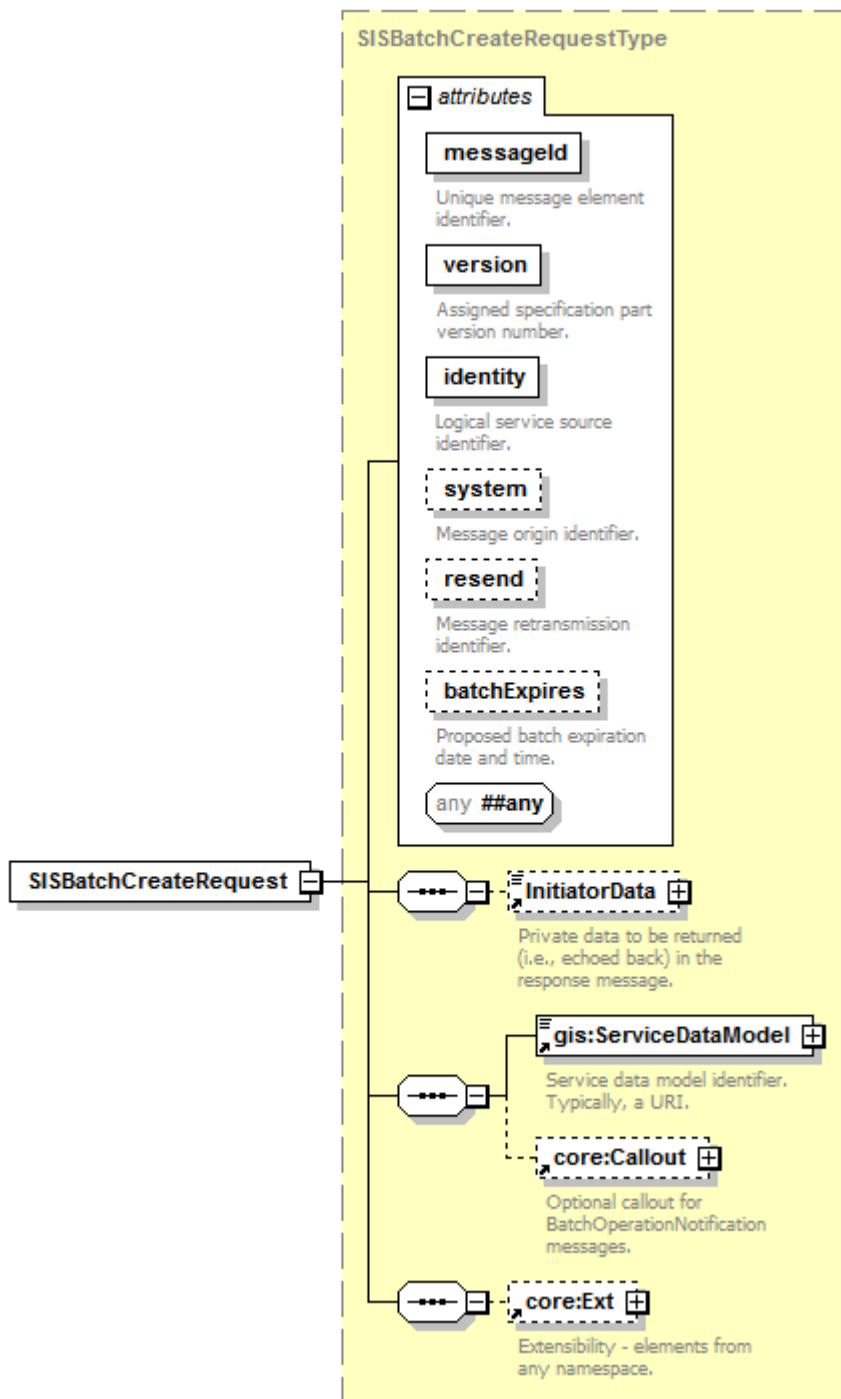 SISBatchCreateRequestType
attributes
messageId
Unique message element
identifier.
version
Assigned specification part
version number.
identity
Logical service source
identifier.
system
Message origin identifier.
resend
Message retransmission
identifier.
batchExpires
Proposed batch expiration
date and time.
any ##any
SISBatchCreateRequest
InitiatorData
Private data to be returned
(i.e., echoed back) in the
response message.
gis:ServiceDataModel
Service data model identifier.
Typically, a URI.
core:Callout
Optional callout for
BatchOperationNotification
messages.
core:Ext
Extensibility - elements from
any namespace.